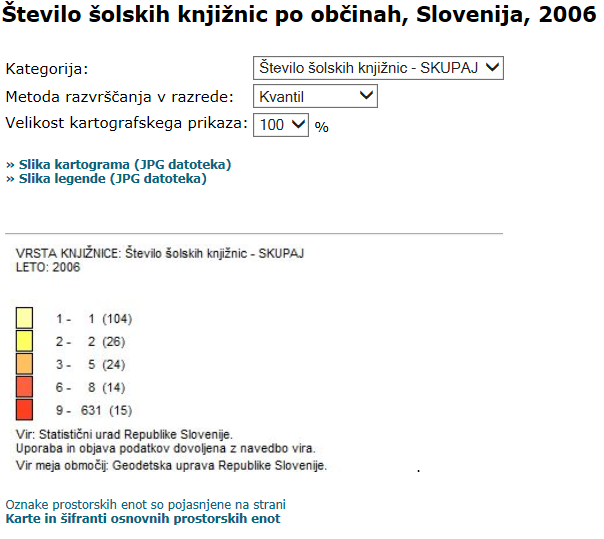 Število šolskih knjižnic po občinah, Slovenija, 2006
Kategorija: Število šolskih knjižnic - SKUPAJ
Metoda razvrščanja v razrede: Kvantil
Velikost kartografskega prikaza: 100 %
» Slika kartograma (JPG datoteka)
» Slika legende (JPG datoteka)
VRSTA KNJIŽNICE: Število šolskih knjižnic - SKUPAJ
LETO: 2006
1 - 1 (104)
2 - 2 (26)
3 - 5 (24)
6 - 8 (14)
9 - 631 (15)
Vir: Statistični urad Republike Slovenije.
Uporaba in objava podatkov dovoljena z navedbo vira.
Vir meja območij: Geodetska uprava Republike Slovenije.
.
Oznake prostorskih enot so pojasnjene na strani
Karte in šifranti osnovnih prostorskih enot